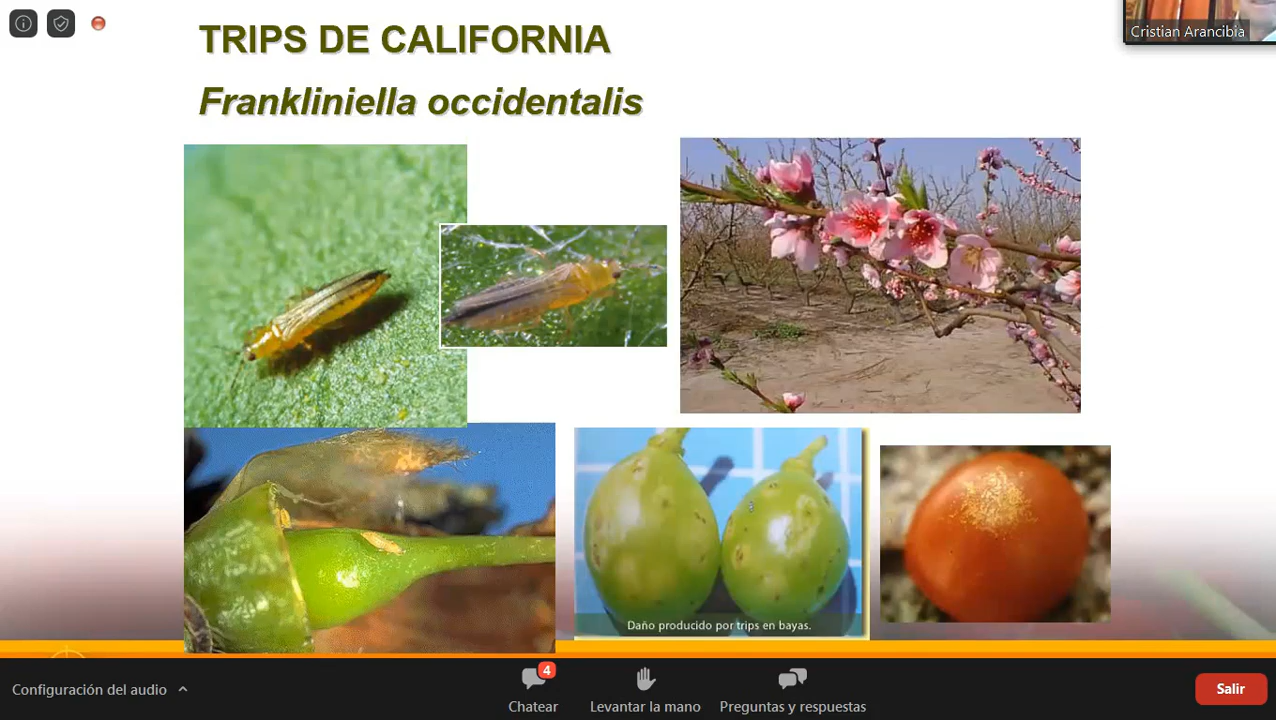 TRIPS DE CALIFORNIA
Cristian Arancibia
Frankliniella occidentalis
Daño producido por trips en bayas.
Configuración del audio
4
Chatear
Levantar la mano
Preguntas y respuestas
Salir